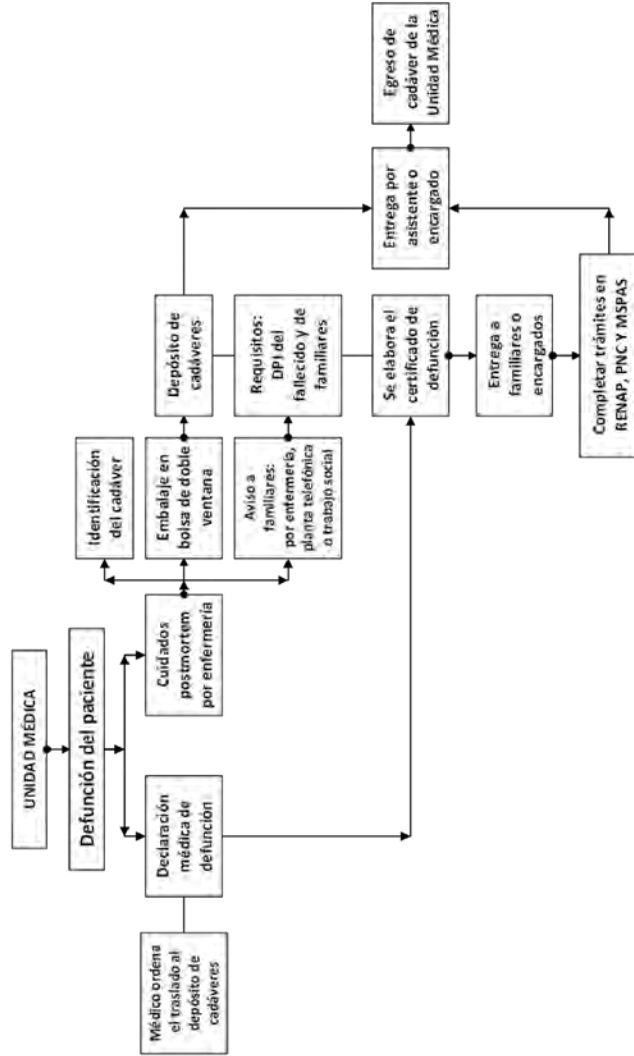 UNIDAD MÉDICA
Defunción del paciente
Médico ordena
el traslado al
depósito de
cadáveres
Declaración
médica de
defunción
Cuidados
postmortem
por enfermería
Identificación
del cadáver
Embalaje en
bolsa de doble
ventana
Aviso a
familiares:
por enfermería,
planta telefónica
o trabajo social
Depósito de
cadáveres
Requisitos:
DPI del
fallecido y de
familiares
Se elabora el
certificado de
defunción
Entrega a
familiares o
encargados
Completar trámites en
RENAP, PNC Y MSPAS
Entrega por
asistente o
encargado
Egreso de
cadáver de la
Unidad Médica